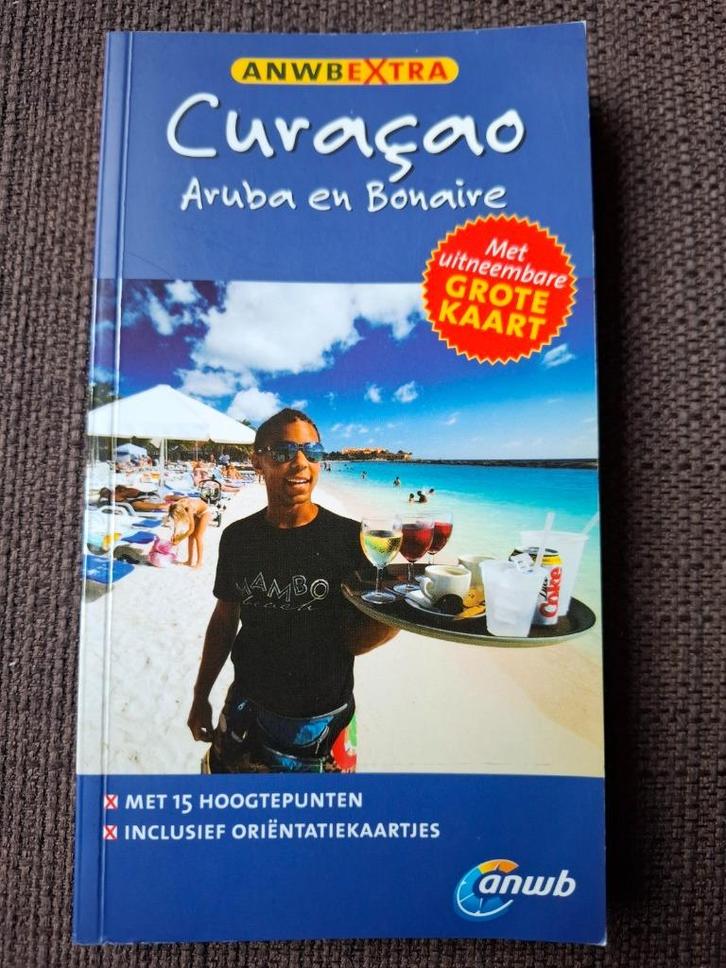 ANWBEXTRA
Curaçao
Aruba en Bonaire
Met
uitneembare
GROTE
KAART
MAMBO
beach
Coke
MET 15 HOOGTEPUNTEN
INCLUSIEF ORIËNTATIEKAARTJES
anwb